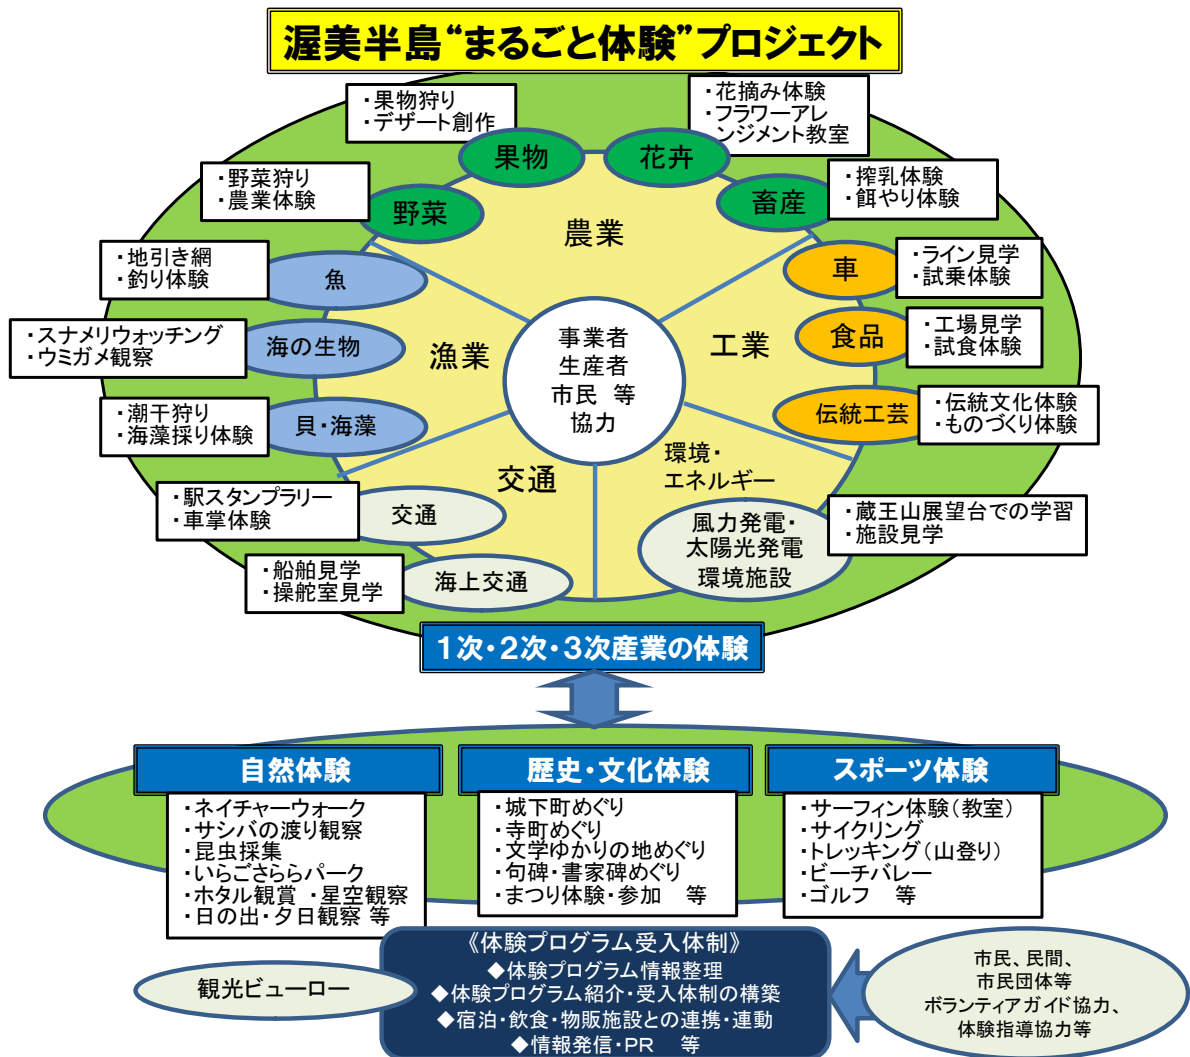 渥美半島“まるごと体験”プロジェクト
・果物狩り
・デザート創作
・花摘み体験
・フラワーアレ
ンジメント教室
果物
花卉
・野菜狩り
・農業体験
野菜
畜産
・搾乳体験
・餌やり体験
農業
・地引き網
・釣り体験
魚
車
・ライン見学
・試乗体験
・スナメリウォッチング
・ウミガメ観察
海の生物
漁業
事業者
生産者
市民 等
協力
工業
食品
・工場見学
・試食体験
・潮干狩り
・海藻採り体験
貝・海藻
伝統工芸
・伝統文化体験
・ものづくり体験
交通
環境・
エネルギー
・駅スタンプラリー
・車掌体験
交通
風力発電・
太陽光発電
環境施設
・蔵王山展望台での学習
・施設見学
・船舶見学
・操舵室見学
海上交通
1次・2次・3次産業の体験
自然体験
・ネイチャーウォーク
・サシバの渡り観察
・昆虫採集
・いらごさららパーク
・ホタル観賞 ・星空観察
・日の出・夕日観察 等
歴史・文化体験
・城下町めぐり
・寺町めぐり
・文学ゆかりの地めぐり
・句碑・書家碑めぐり
・まつり体験・参加 等
スポーツ体験
・サーフィン体験(教室)
・サイクリング
・トレッキング(山登り)
・ビーチバレー
・ゴルフ 等
観光ビューロー
《体験プログラム受入体制》
◆体験プログラム情報整理
◆体験プログラム紹介・受入体制の構築
◆宿泊・飲食・物販施設との連携・連動
◆情報発信・PR 等
市民、民間、
市民団体等
ボランティアガイド協力、
体験指導協力等